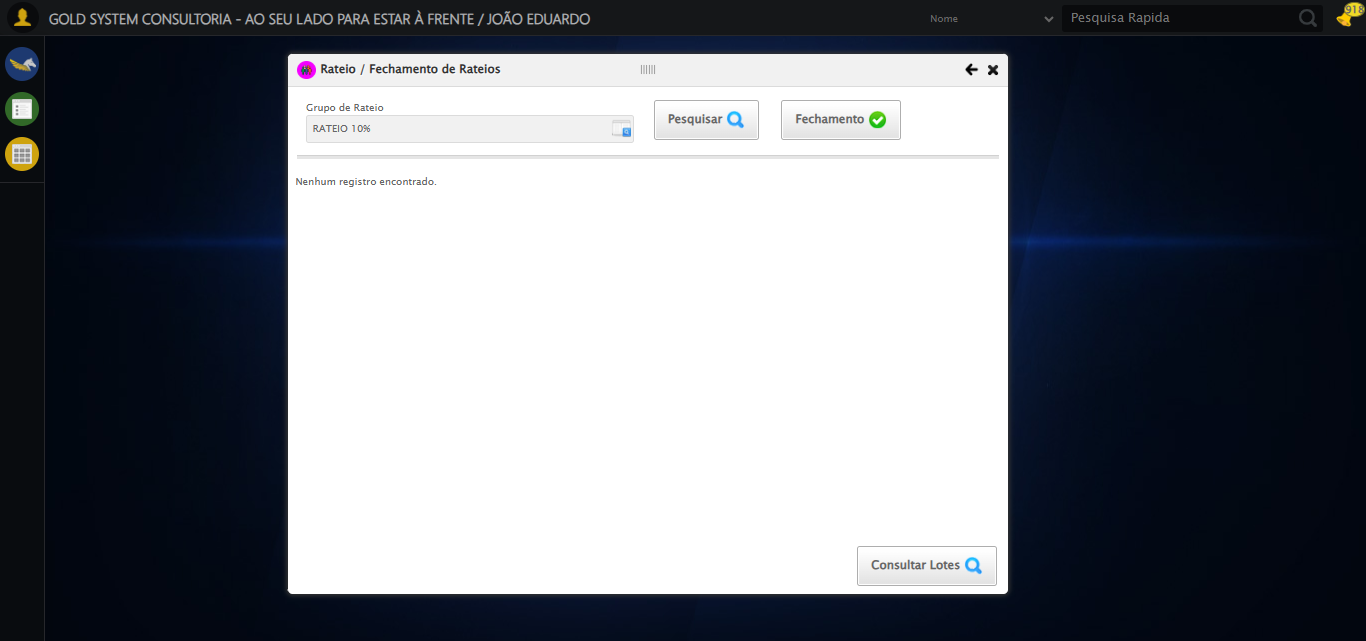 GOLD SYSTEM CONSULTORIA - AO SEU LADO PARA ESTAR À FRENTE / JOÃO EDUARDO
Nome
Pesquisa Rapida
918
Rateio / Fechamento de Rateios
Grupo de Rateio
RATEIO 10%
Pesquisar
Fechamento
Nenhum registro encontrado.
Consultar Lotes